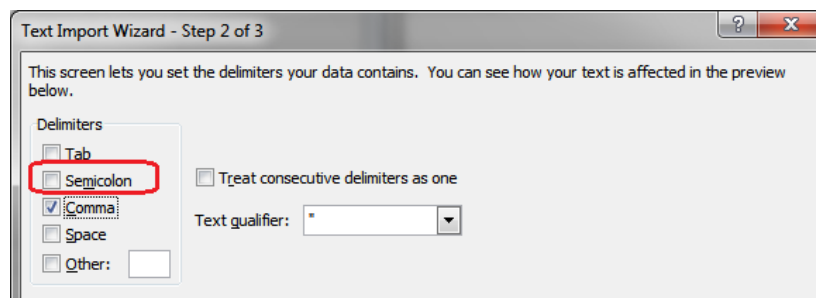 Text Import Wizard - Step 2 of 3
This screen lets you set the delimiters your data contains.  You can see how your text is affected in the preview
below.
Delimiters
Tab
Semicolon
Treat consecutive delimiters as one
Comma
Text qualifier: "
Space
Other: